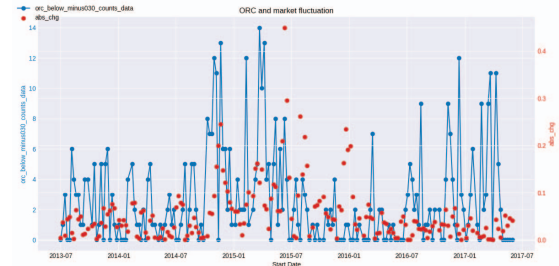 orc_below_minus030_counts_data
abs_chg
ORC and market fluctuation
14
12
10
8
6
4
2
0
orc_below_minus030_counts_data
0.4
0.3
0.2
0.1
0.0
abs_chg
2013-07 2014-01 2014-07 2015-01 2015-07 2016-01 2016-07 2017-01 2017-07
Start Date